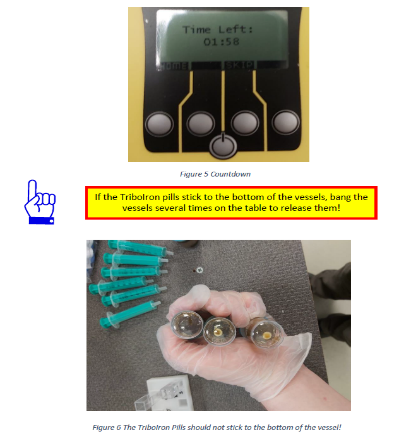 Time Left:
01:58
Figure 5 Countdown
If the TriboIron pills stick to the bottom of the vessels, bang the
vessels several times on the table to release them!
Figure 6 The TriboIron Pills should not stick to the bottom of the vessel!